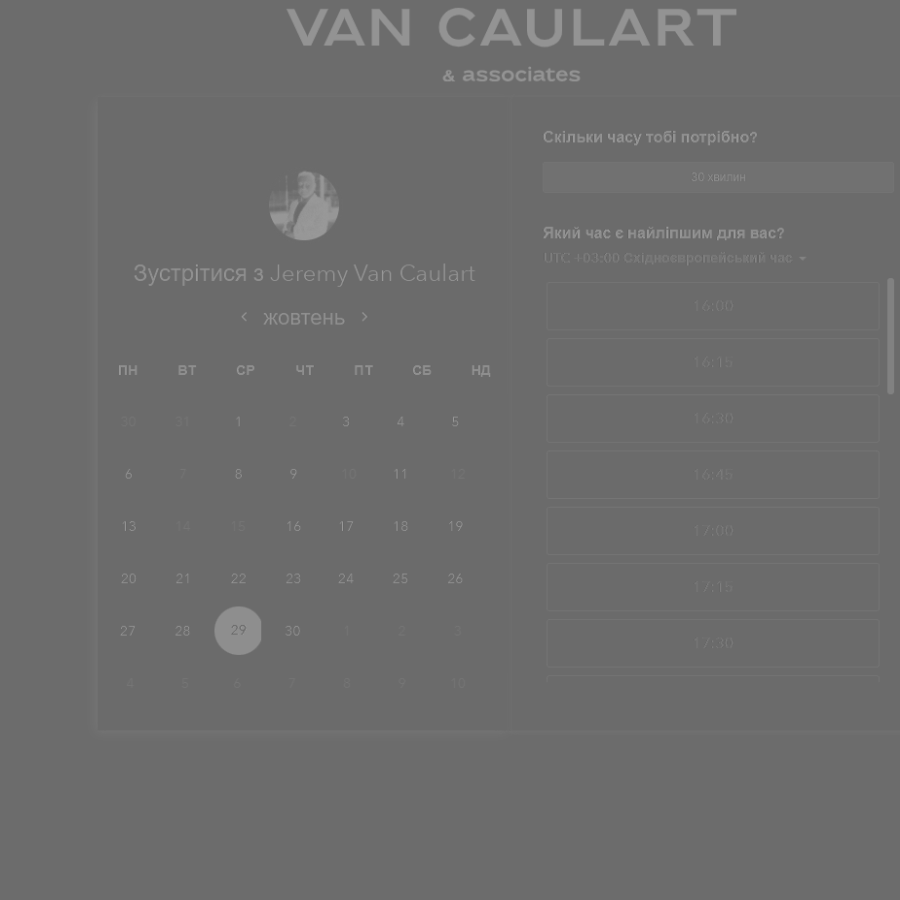 VAN CAULART
& associates
Зустрітися з Jeremy Van Caulart
жовтень
ПН ВТ СР ЧТ ПТ СБ НД
30 31 1 2 3 4 5
6 7 8 9 10 11 12
13 14 15 16 17 18 19
20 21 22 23 24 25 26
27 28 29 30 1 2 3
4 5 6 7 8 9 10
Скільки часу тобі потрібно?
30 хвилин
Який час є найліпшим для вас?
UTC +03:00 Східноєвропейський час
16:00
16:15
16:30
16:45
17:00
17:15
17:30